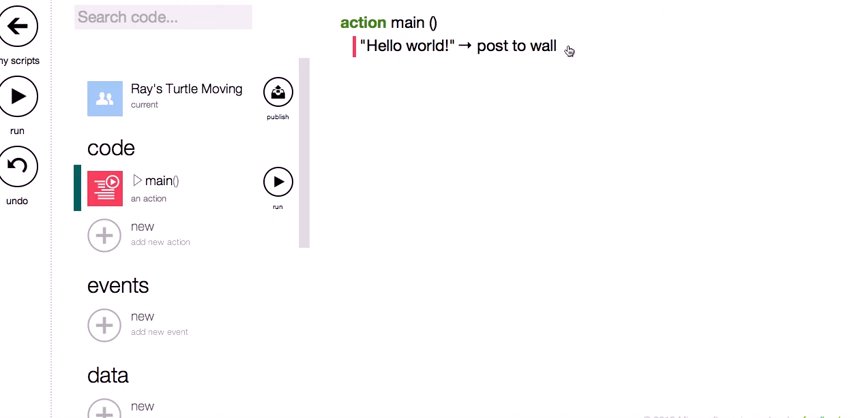 Search code...
my scripts
run
undo
Ray's Turtle Moving
current
publish
code
main()
an action
run
new
add new action
events
new
add new event
data
new
action main ()
"Hello world!" → post to wall